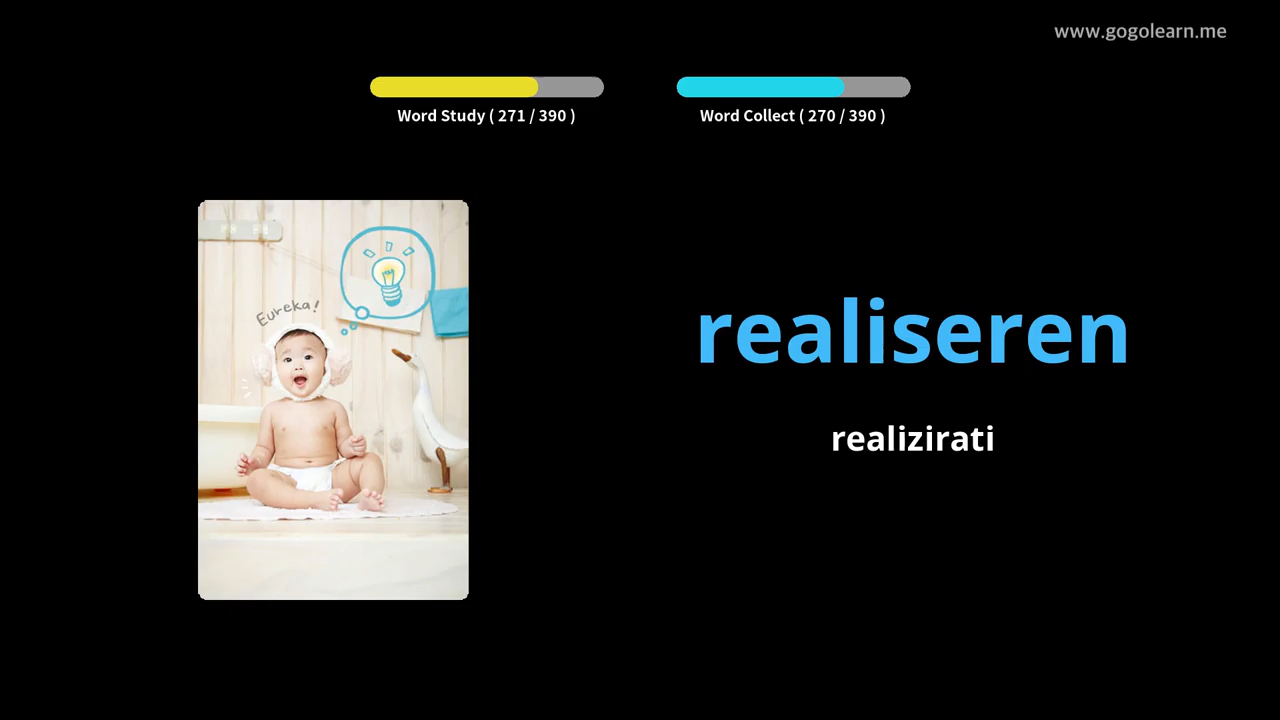 www.gogolearn.me
Word Study ( 271 / 390 )
Word Collect ( 270 / 390 )
Eureka!
realiseren
realizirati